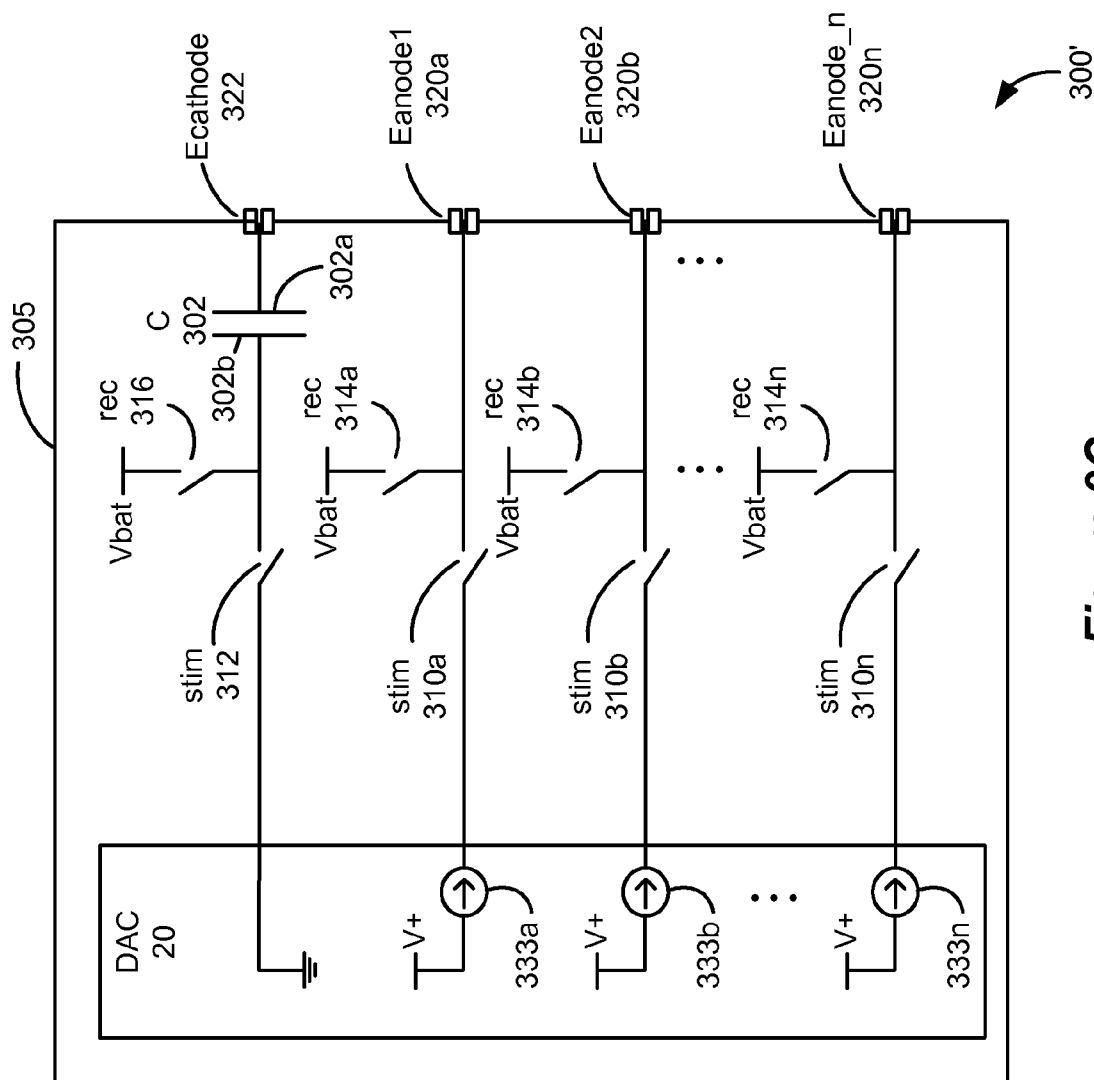 305
DAC
20
stim
312
Vbat
rec
316
C
302
302b
302a
Ecathode
322
V+
333a
stim
310a
Vbat
rec
314a
Eanode1
320a
V+
333b
stim
310b
Vbat
rec
314b
Eanode2
320b
V+
333n
stim
310n
Vbat
rec
314n
Eanode_n
320n
300'